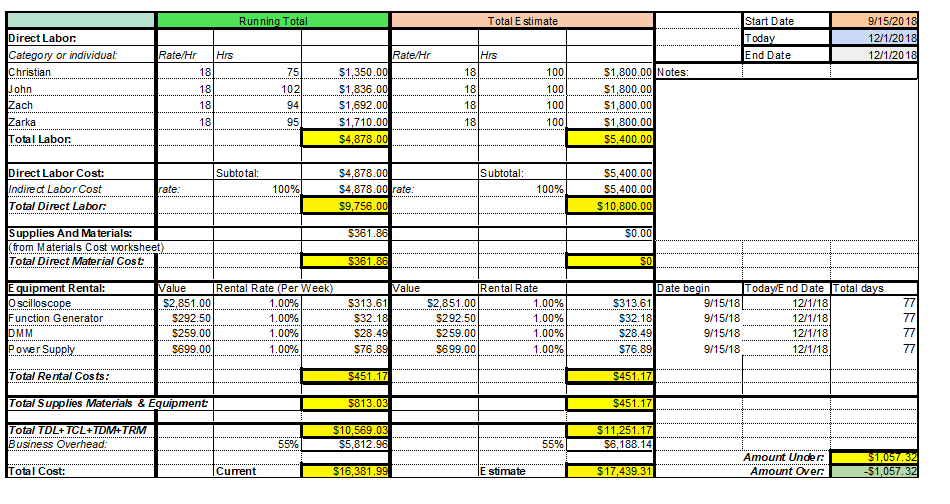 Running Total Total Estimate Start Date 9/15/2018
Direct Labor: Today 12/1/2018
Category or individual: Rate/Hr Hrs Rate/Hr Hrs End Date 12/1/2018
Christian 18 75 $1,350.00 18 100 $1,800.00 Notes:
John 18 102 $1,836.00 18 100 $1,800.00
Zach 18 94 $1,692.00 18 100 $1,800.00
Zarka 18 95 $1,710.00 18 100 $1,800.00
Total Labor: $4,878.00 $5,400.00
Direct Labor Cost: Subtotal: $4,878.00 Subtotal: $5,400.00
Indirect Labor Cost rate: 100% $4,878.00 rate: 100% $5,400.00
Total Direct Labor: $9,756.00 $10,800.00
Supplies And Materials: $361.86 $0.00
(from Materials Cost worksheet)
Total Direct Material Cost: $361.86 $0
Equipment Rental: Value Rental Rate (Per Week) Value Rental Rate Date begin Today/End Date Total days
Oscilloscope $2,851.00 1.00% $313.61 $2,851.00 1.00% $313.61 9/15/18 12/1/18 77
Function Generator $292.50 1.00% $32.18 $292.50 1.00% $32.18 9/15/18 12/1/18 77
DMM $259.00 1.00% $28.49 $259.00 1.00% $28.49 9/15/18 12/1/18 77
Power Supply $699.00 1.00% $76.89 $699.00 1.00% $76.89 9/15/18 12/1/18 77
Total Rental Costs: $451.17 $451.17
Total Supplies Materials & Equipment: $813.03 $451.17
Total TDL+TCL+TDM+TRM $10,569.03 $11,251.17
Business Overhead: 55% $5,812.96 55% $6,188.14
Amount Under: $1,057.32
Total Cost: Current $16,381.99 Estimate $17,439.31 Amount Over: -$1,057.32